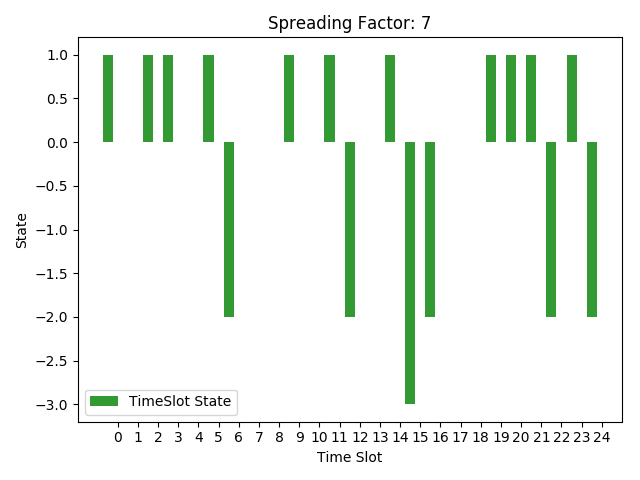 Spreading Factor: 7
State
1.0
0.5
0.0
−0.5
−1.0
−1.5
−2.0
−2.5
−3.0
TimeSlot State
0 1 2 3 4 5 6 7 8 9 10 11 12 13 14 15 16 17 18 19 20 21 22 23 24
Time Slot